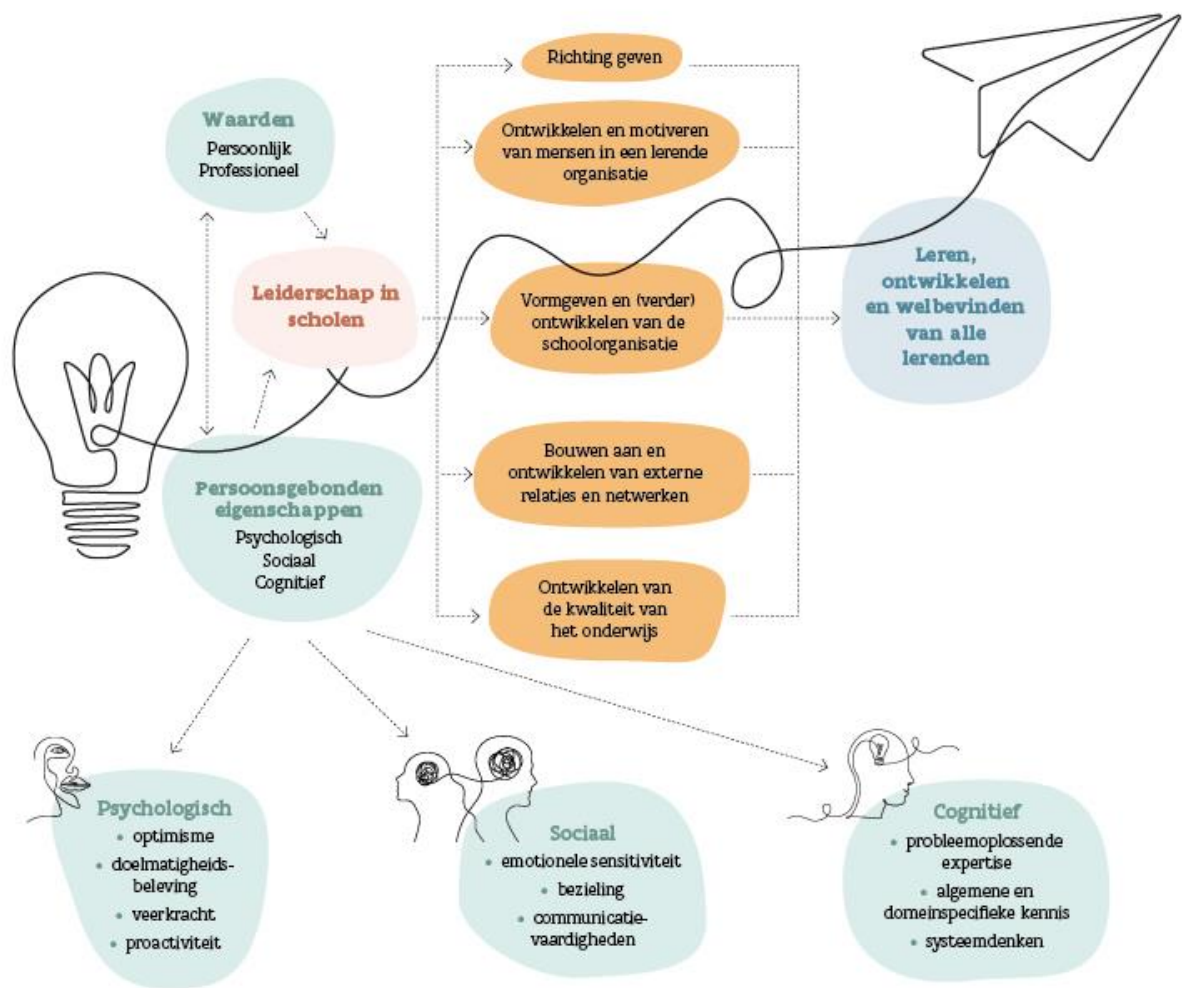 Waarden
Persoonlijk
Professioneel
Leiderschap in
scholen
Persoonsgebonden
eigenschappen
Psychologisch
Sociaal
Cognitief
Richting geven
Ontwikkelen en motiveren
van mensen in een lerende
organisatie
Vormgeven en (verder)
ontwikkelen van de
schoolorganisatie
Bouwen aan en
ontwikkelen van externe
relaties en netwerken
Ontwikkelen van
de kwaliteit van
het onderwijs
Leren,
ontwikkelen
en welbevinden
van alle
lerenden
Psychologisch
• optimisme
• doelmatigheids-
beleving
• veerkracht
• proactiviteit
Sociaal
• emotionele sensitiviteit
• bezieling
• communicatie-
vaardigheden
Cognitief
• probleemoplossende
expertise
• algemene en
domeinspecifieke kennis
• systeemdenken